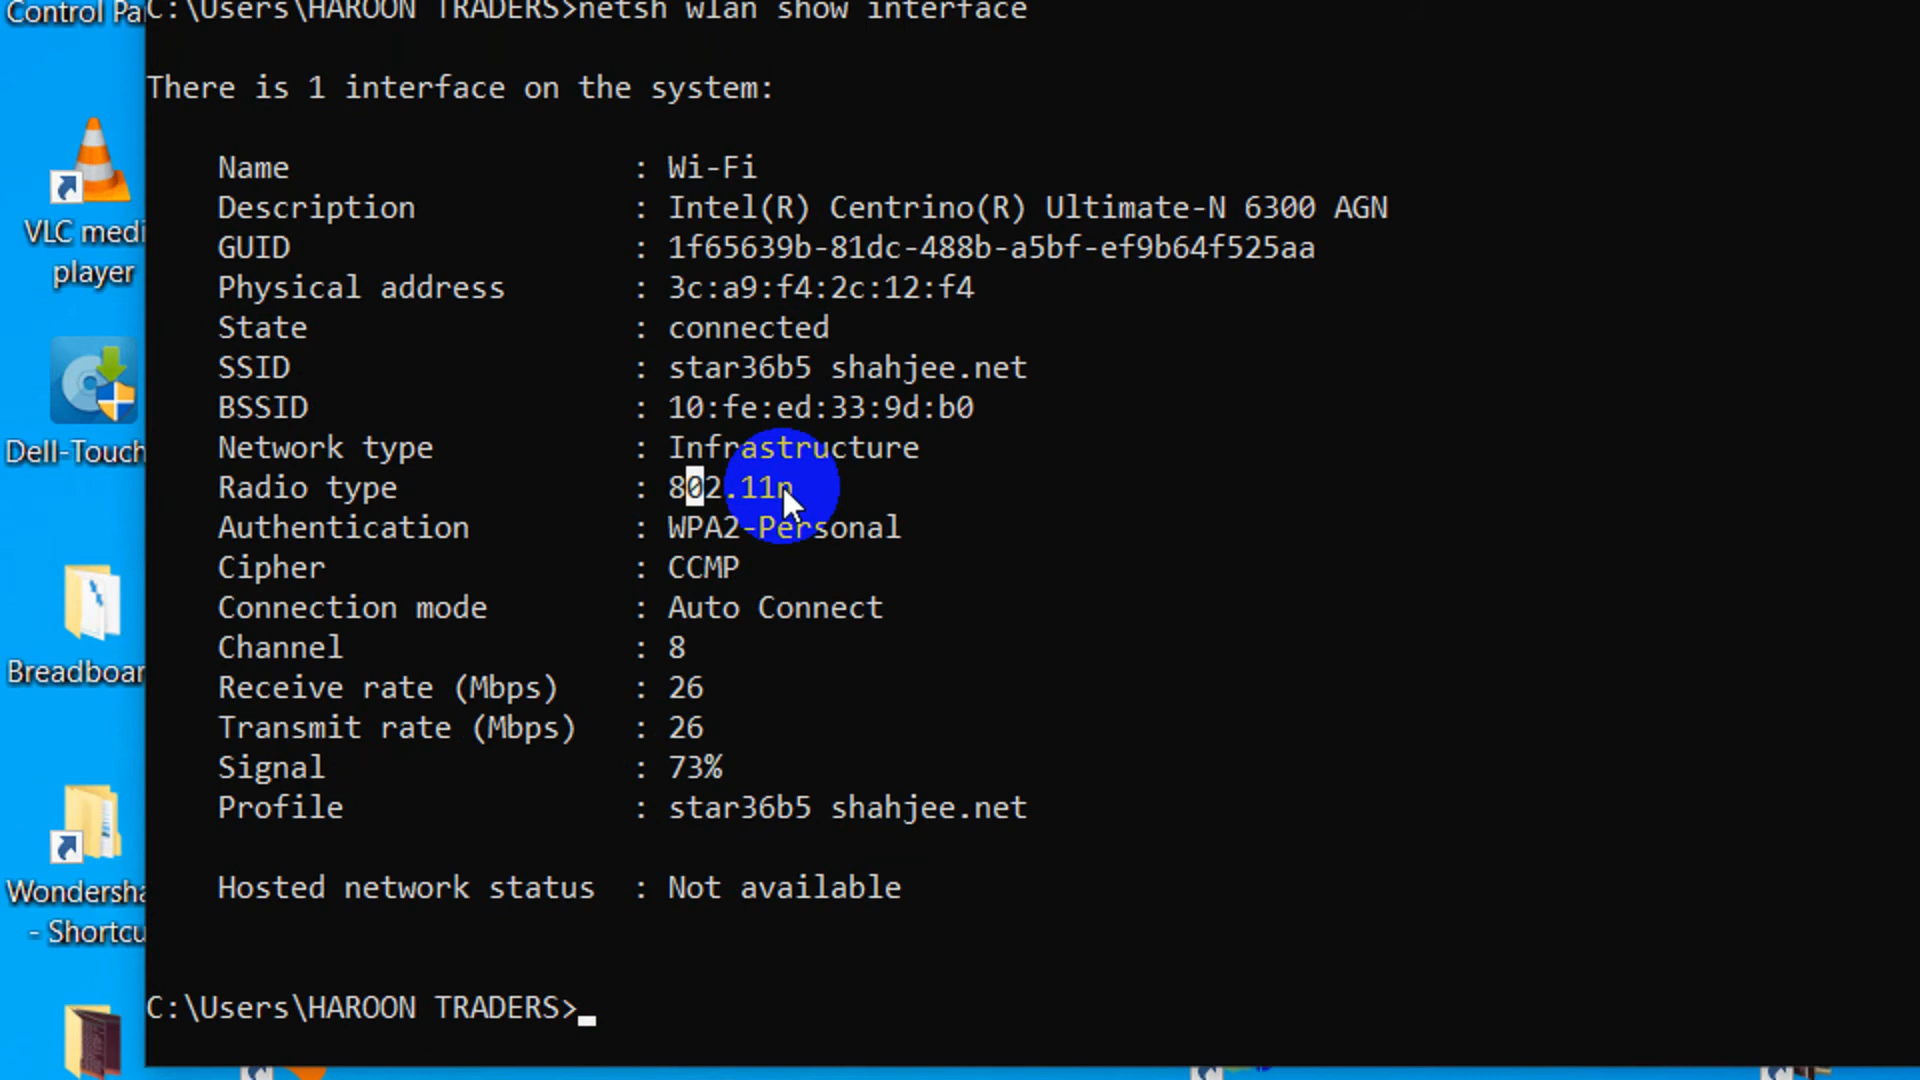 Control Pa
C:\Users\HAROON TRADERS>netsh wlan show interface
There is 1 interface on the system:
Name : Wi-Fi
Description : Intel(R) Centrino(R) Ultimate-N 6300 AGN
GUID : 1f65639b-81dc-488b-a5bf-ef9b64f525aa
Physical address : 3c:a9:f4:2c:12:f4
State : connected
SSID : star36b5 shahjee.net
BSSID : 10:fe:ed:33:9d:b0
Network type : Infrastructure
Radio type : 802.11n
Authentication : WPA2-Personal
Cipher : CCMP
Connection mode : Auto Connect
Channel : 8
Receive rate (Mbps) : 26
Transmit rate (Mbps) : 26
Signal : 73%
Profile : star36b5 shahjee.net
Hosted network status : Not available
C:\Users\HAROON TRADERS>
VLC medi
player
Dell-Touch
Breadboar
Wondersha
- Shortcu